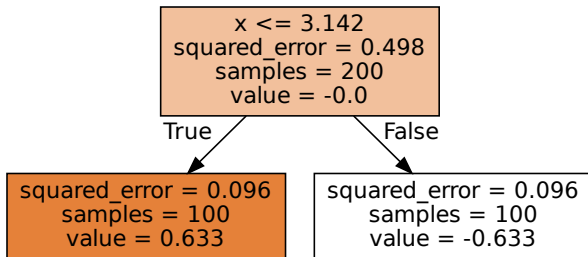 x <= 3.142
squared_error = 0.498
samples = 200
value = -0.0
True
False
squared_error = 0.096
samples = 100
value = 0.633
squared_error = 0.096
samples = 100
value = -0.633